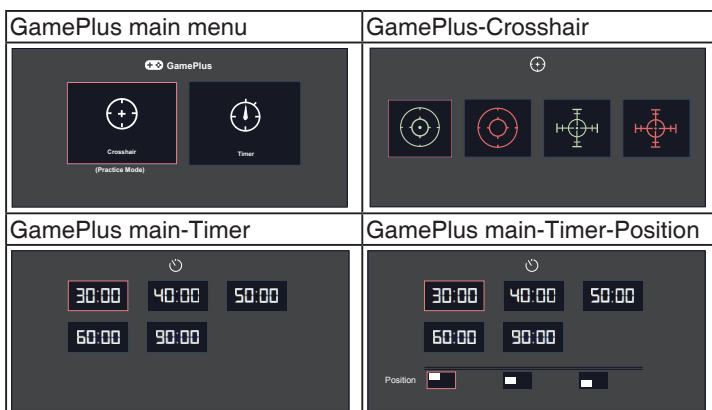 GamePlus main menu
GamePlus-Crosshair
GamePlus
Crosshair
Timer
(Practice Mode)
GamePlus main-Timer
GamePlus main-Timer-Position
30:00 40:00 50:00
60:00 90:00
30:00 40:00 50:00
60:00 90:00
Position